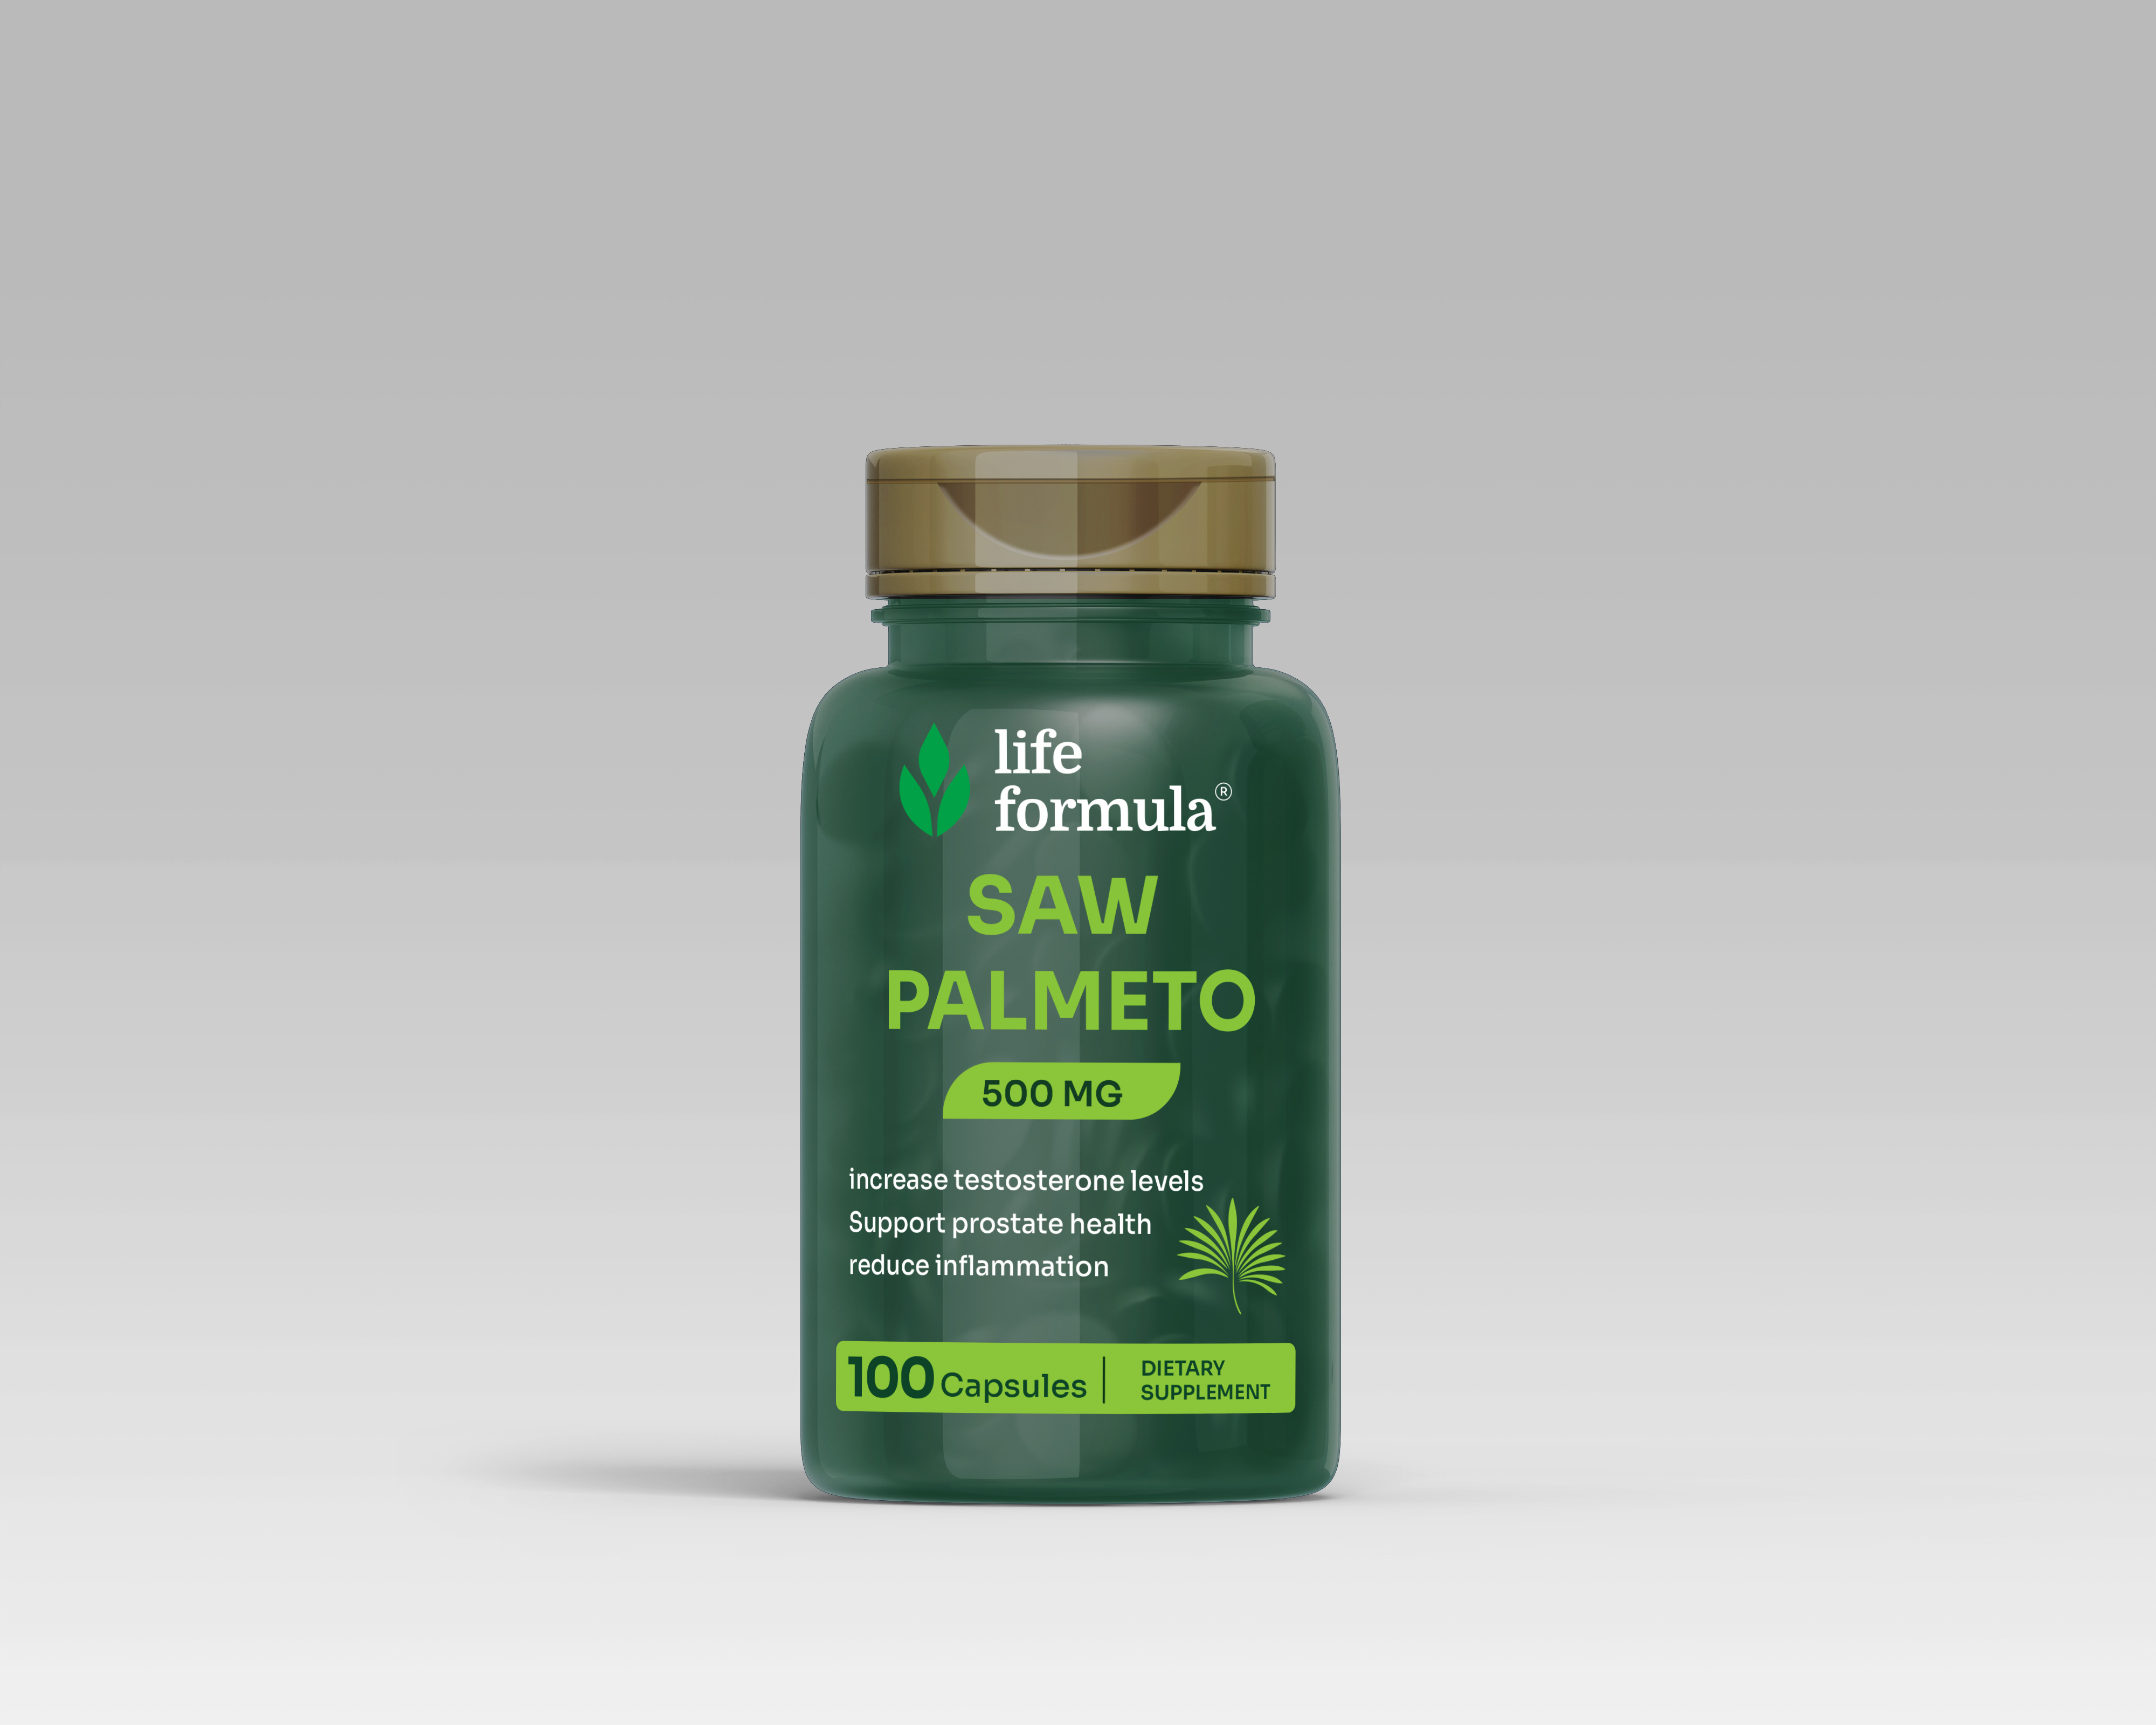 life
formula®
SAW
PALMETO
500 MG
increase testosterone levels
Support prostate health
reduce inflammation
100 Capsules | DIETARY
SUPPLEMENT